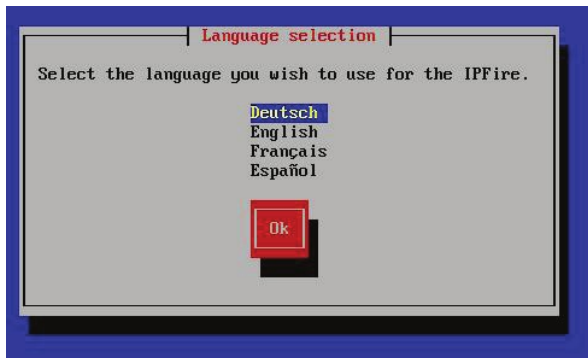 Language selection
Select the language you wish to use for the IPFire.
Deutsch
English
Français
Español
Ok